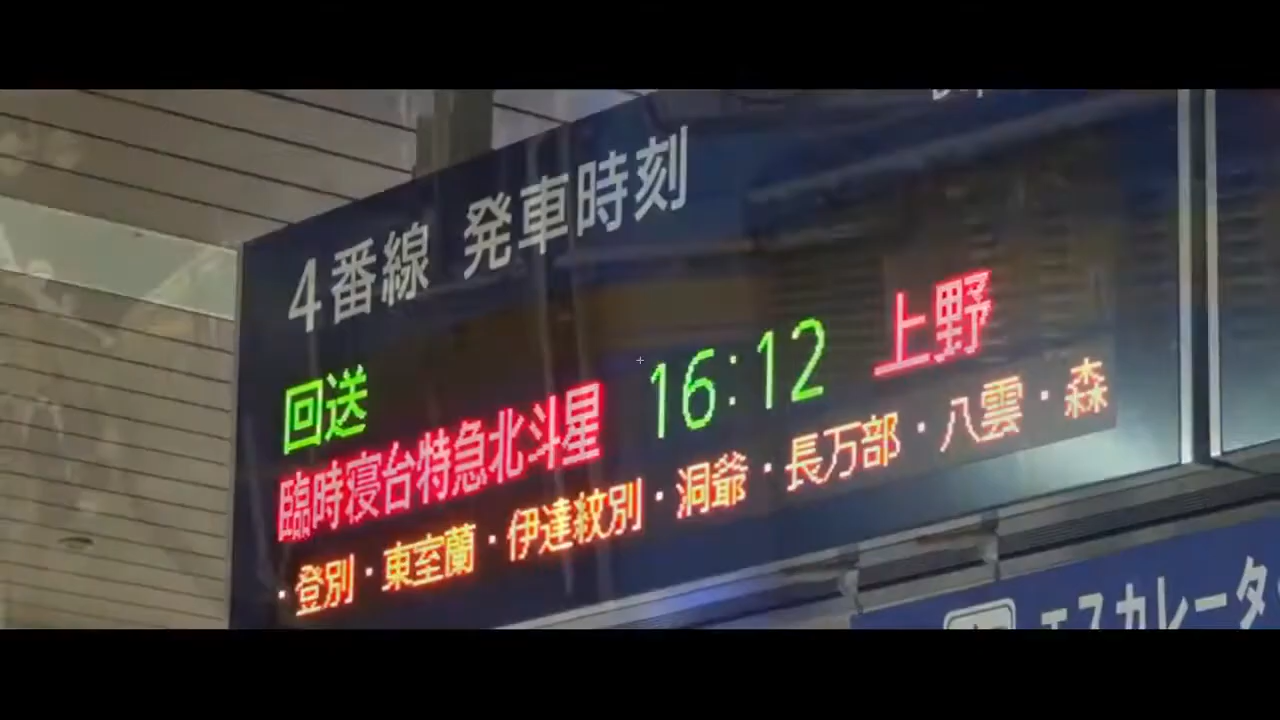 4番線 発車時刻
回送
臨時寝台特急北斗星 16:12 上野
・登別・東室蘭・伊達紋別・洞爺・長万部・八雲・森
エスカレータ